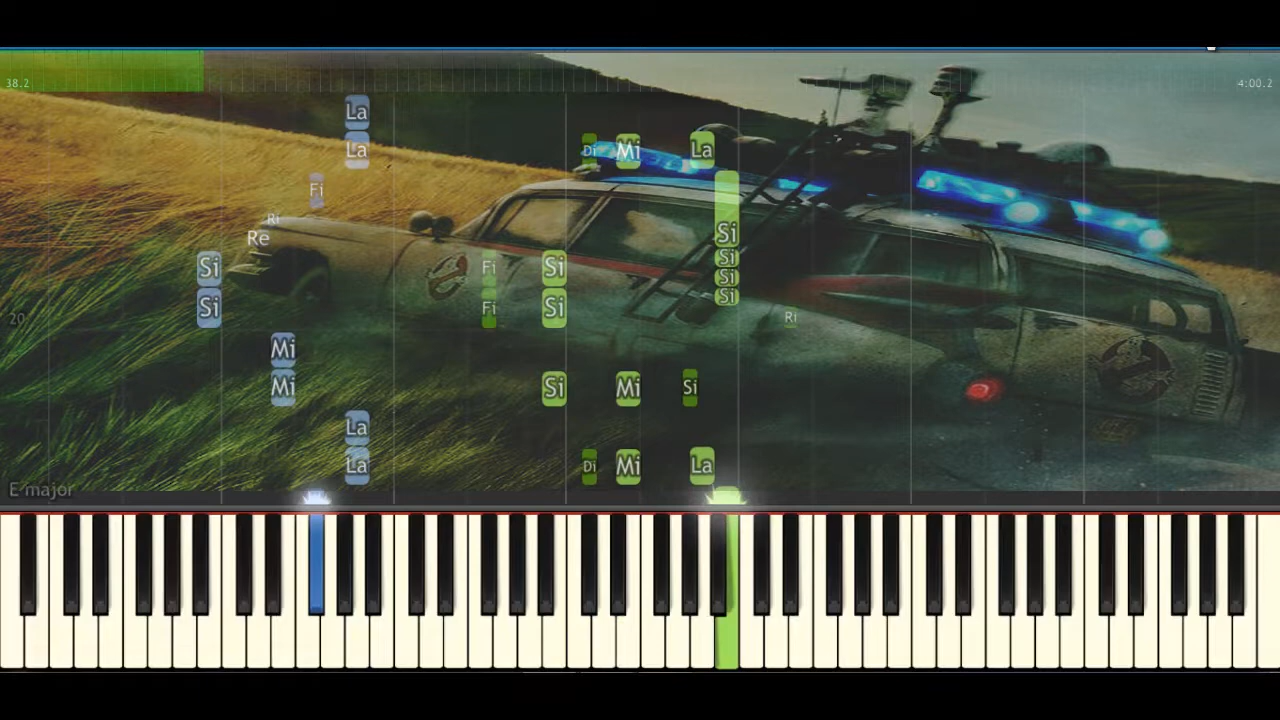 38.2 4:00.2
La
La Di Mi La
Fi
Ri
Re Si
Si Fi Si Si
Si
Si Fi Si Si
20 Ri
Mi
Mi Si Mi Si
La
La Di Mi La
E major